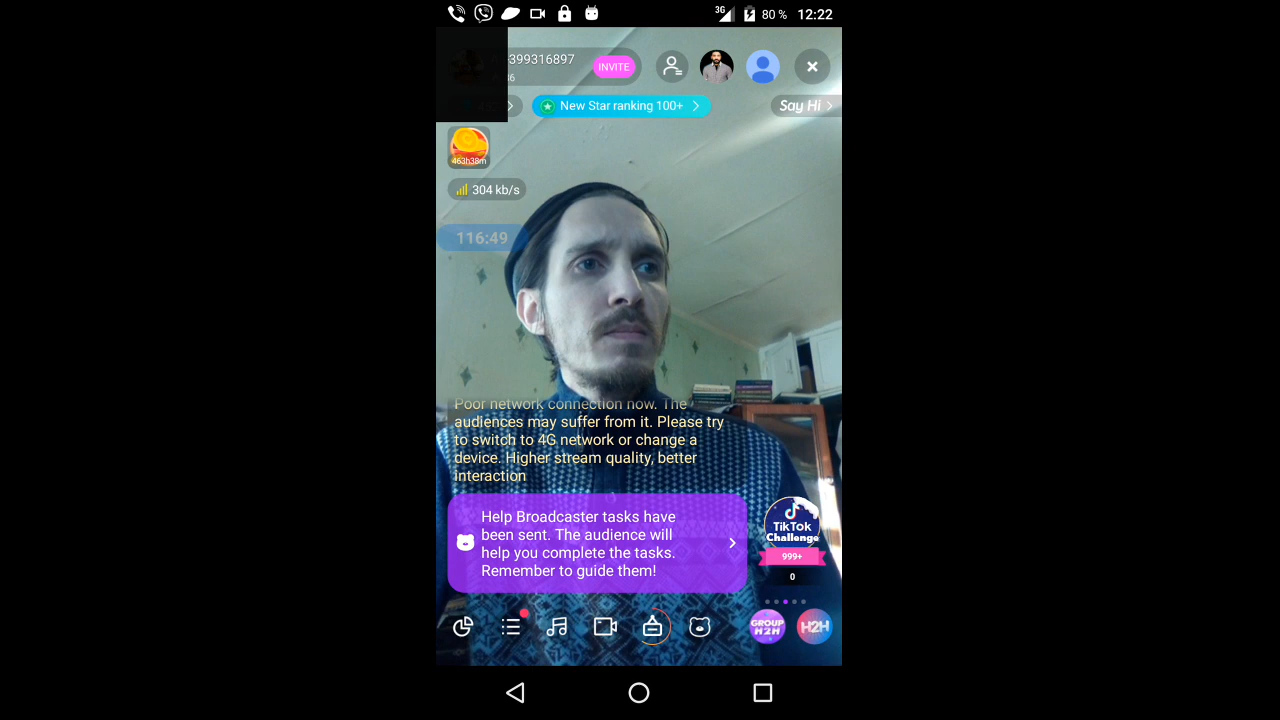 3G 80 % 12:22
399316897
INVITE
New Star ranking 100+
Say Hi
463h38m
304 kb/s
116:49
Poor network connection now. The
audiences may suffer from it. Please try
to switch to 4G network or change a
device. Higher stream quality, better
interaction
Help Broadcaster tasks have
been sent. The audience will
help you complete the tasks.
Remember to guide them!
TikTok
Challenge
999+
0
GROUP
H2H
H2H